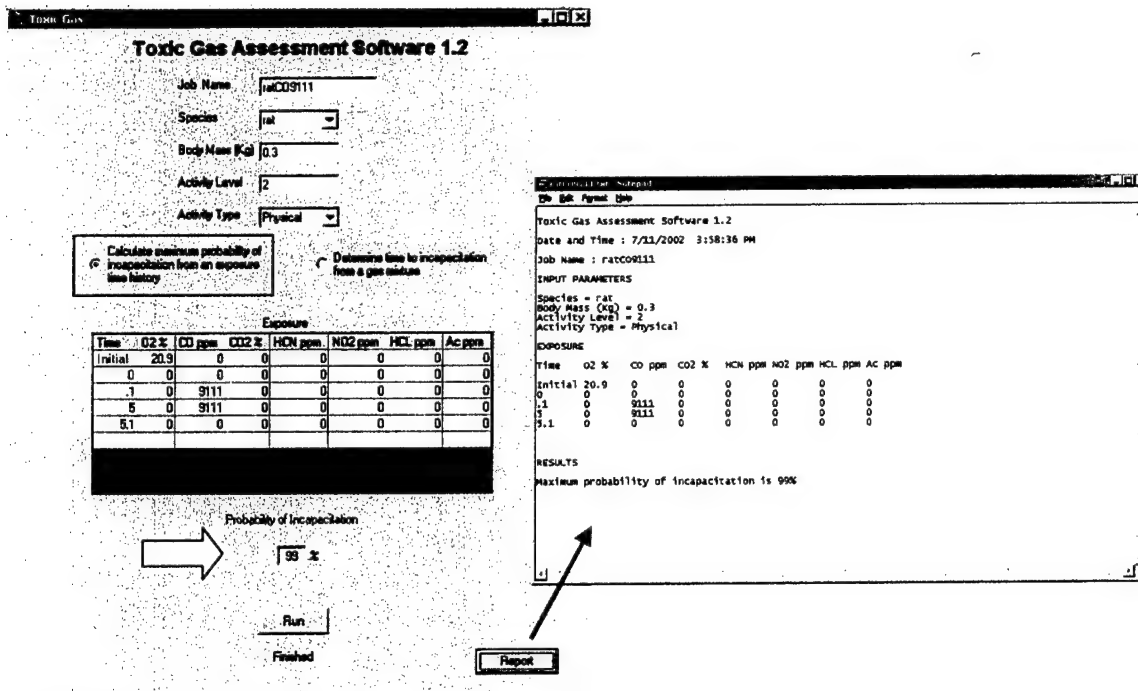 Toxic Gas
Toxic Gas Assessment Software 1.2
Job Name ratCO9111
Species rat
Body Mass (Kg) 0.3
Activity Level 2
Activity Type Physical
Calculate maximum probability of
incapacitation from an exposure
time history
Determine time to incapacitation
from a gas mixture
Exposure
Time O2 % CO ppm CO2 % HCN ppm NO2 ppm HCL ppm Ac ppm
Initial 20.9 0 0 0 0 0 0
0 0 0 0 0 0 0 0
.1 0 9111 0 0 0 0 0
5 0 9111 0 0 0 0 0
5.1 0 0 0 0 0 0 0
Probability of Incapacitation
99 %
Run
Finished
Report
Notepad
File Edit Format Help
Toxic Gas Assessment Software 1.2
Date and Time : 7/11/2002 3:58:36 PM
Job Name : ratCO9111
INPUT PARAMETERS
Species = rat
Body Mass (Kg) = 0.3
Activity Level = 2
Activity Type = Physical
EXPOSURE
Time O2 % CO ppm CO2 % HCN ppm NO2 ppm HCL ppm AC ppm
Initial 20.9 0 0 0 0 0 0
0 0 0 0 0 0 0 0
.1 0 9111 0 0 0 0 0
5 0 9111 0 0 0 0 0
5.1 0 0 0 0 0 0 0
RESULTS
Maximum probability of incapacitation is 99%